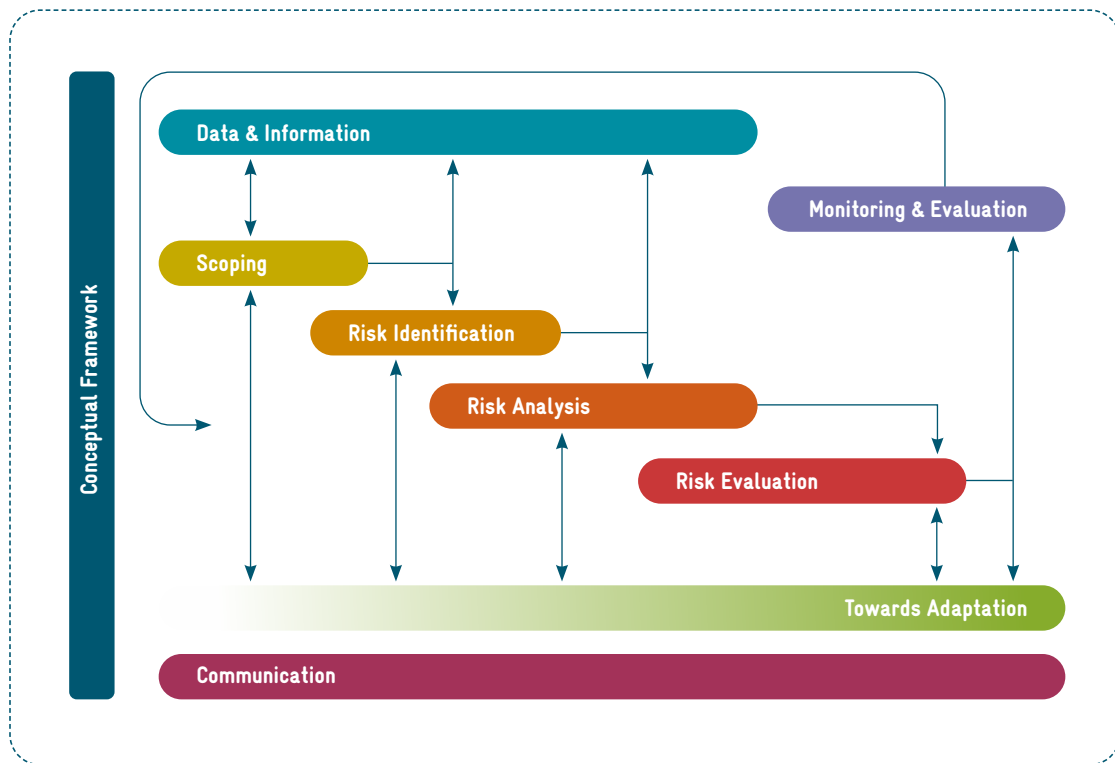 Conceptual Framework
Data & Information
Monitoring & Evaluation
Scoping
Risk Identification
Risk Analysis
Risk Evaluation
Towards Adaptation
Communication